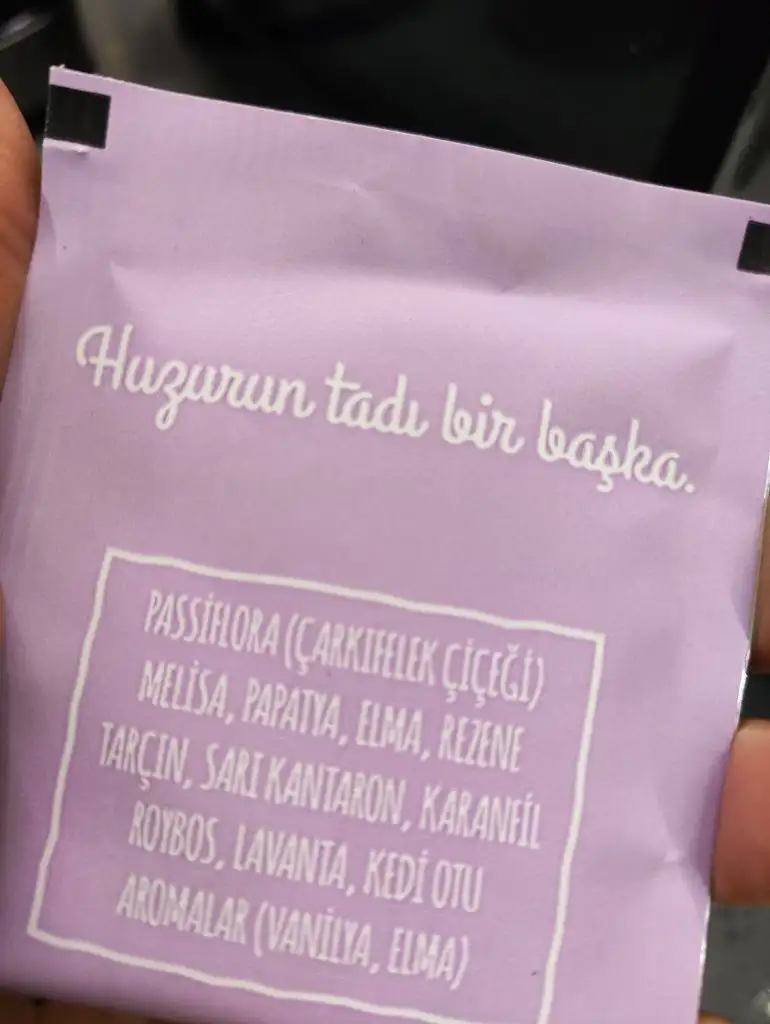 Huzurun tadı bir başka.
PASSİFLORA (ÇARKIFELEK ÇİÇEĞİ)
MELİSA, PAPATYA, ELMA, REZENE
TARÇIN, SARI KANTARON, KARANFİL
ROYBOS, LAVANTA, KEDİ OTU
AROMALAR (VANİLYA, ELMA)